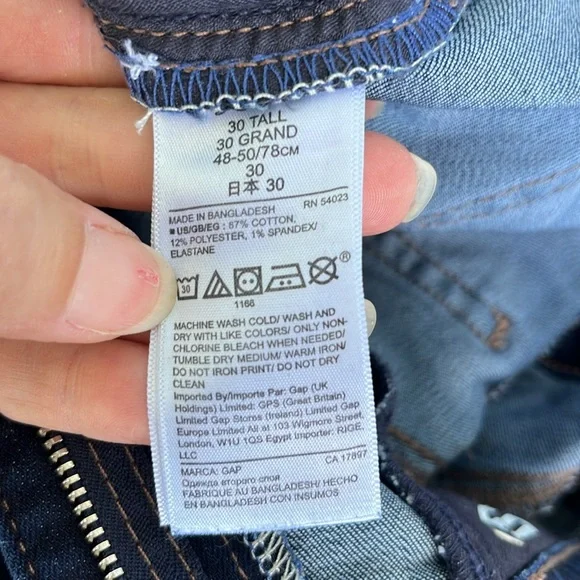 30 TALL
30 GRAND
48-50/78CM
30
日本 30
MADE IN BANGLADESH RN 54023
■ US/GB/EG : 67% COTTON,
12% POLYESTER, 1% SPANDEX/
ELASTANE
30
1166
MACHINE WASH COLD/ WASH AND
DRY WITH LIKE COLORS/ ONLY NON-
CHLORINE BLEACH WHEN NEEDED/
TUMBLE DRY MEDIUM/ WARM IRON/
DO NOT IRON PRINT/ DO NOT DRY
CLEAN
Imported By/Importe Par: Gap (UK
Holdings) Limited: GPS (Great Britain)
Limited Gap Stores (Ireland) Limited Gap
Europe Limited All at 103 Wigmore Street,
London, W1U 1QS Egypt Importer: RIGE,
LLC
MARCA: GAP CA 17897
Одежда второго слоя
FABRIQUE AU BANGLADESH/ HECHO
EN BANGLADESH CON INSUMOS